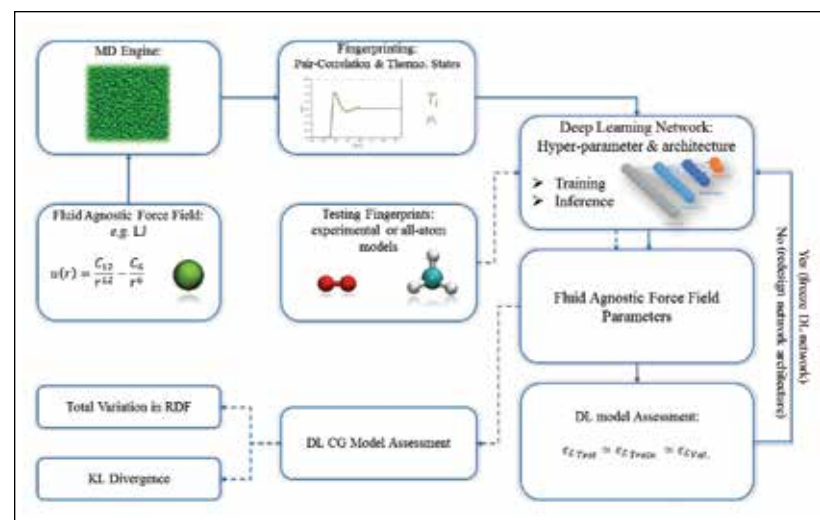 MD Engine:
Fingerprinting:
Pair-Correlation & Thermo. States
Deep Learning Network:
Hyper-parameter & architecture
➢ Training
➢ Inference
Fluid Agnostic Force Field:
e.g. LJ
u(r) = C₁₂/r¹² − C₆/r⁶
Testing Fingerprints:
experimental or all-atom
models
Fluid Agnostic Force Field
Parameters
Yes (freeze DL network)
No (redesign network
architecture)
DL model Assessment:
Total Variation in RDF
DL CG Model Assessment
KL Divergence